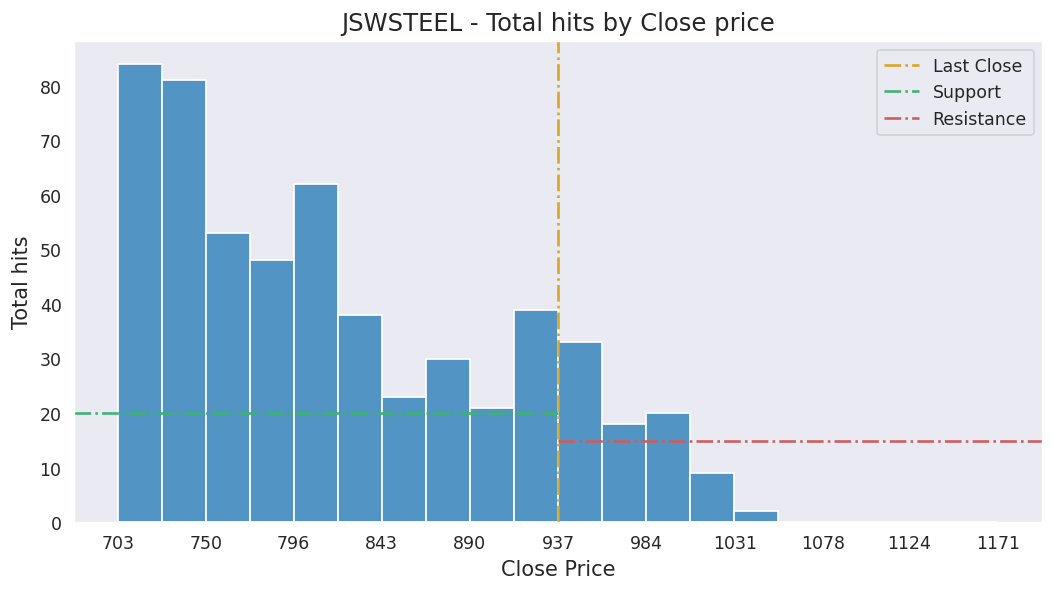 JSWSTEEL - Total hits by Close price
Last Close
Support
Resistance
Total hits
80
70
60
50
40
30
20
10
0
703 750 796 843 890 937 984 1031 1078 1124 1171
Close Price